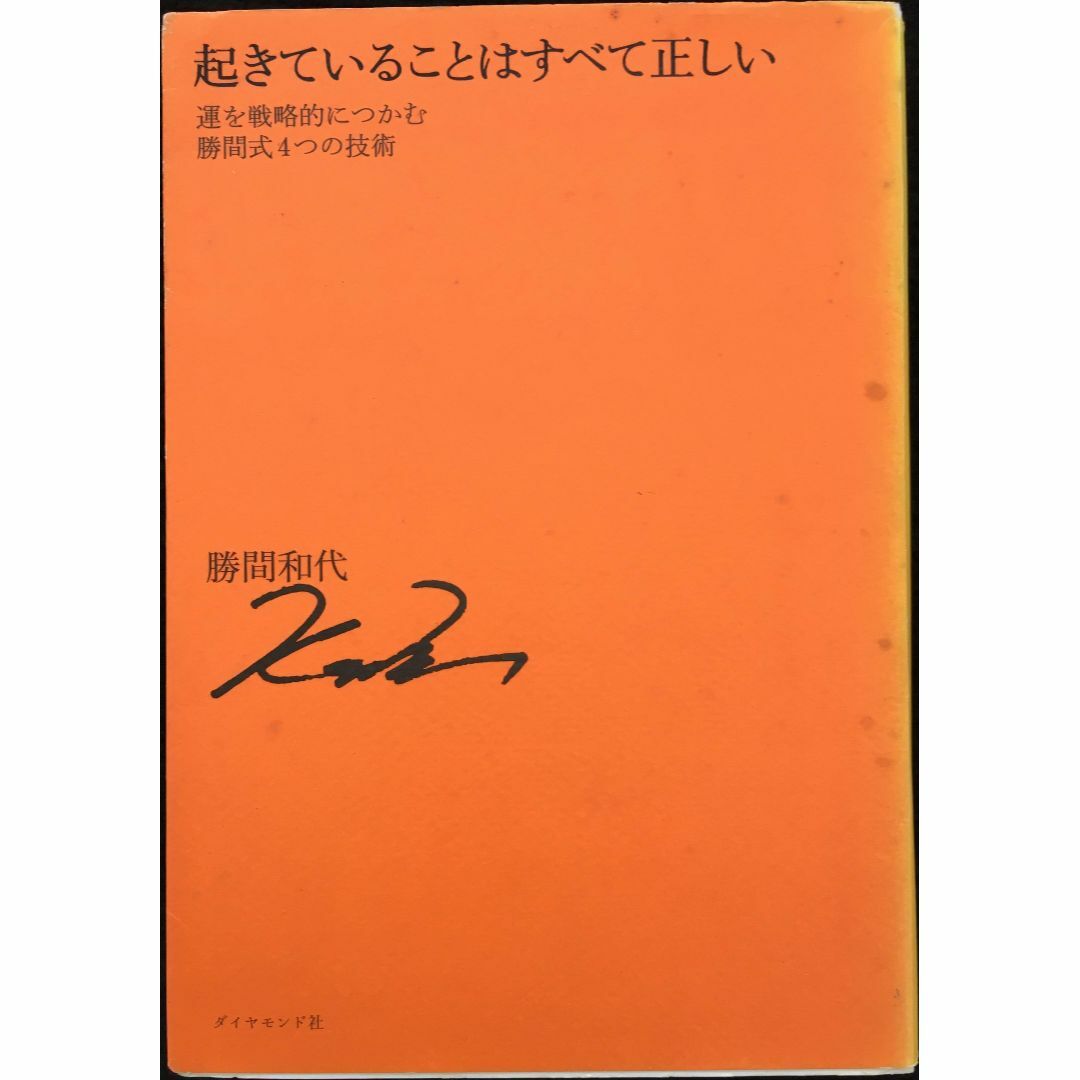 起きていることはすべて正しい
運を戦略的につかむ
勝間式4つの技術
勝間和代
ダイヤモンド社